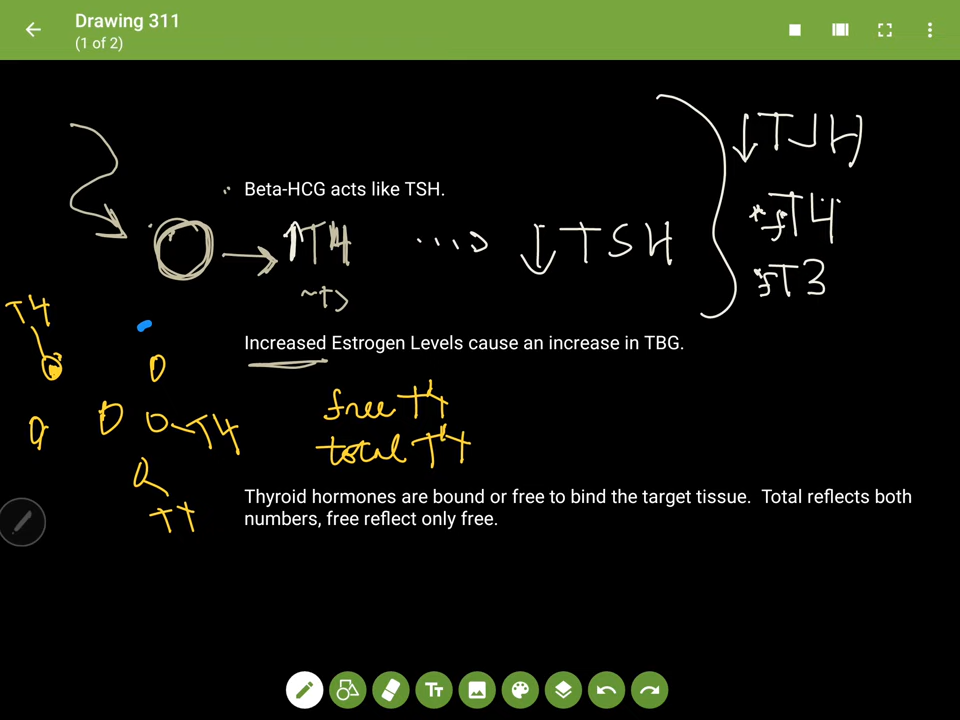 Drawing 311
(1 of 2)
↓TSH
Beta-HCG acts like TSH.
*fT4
→ ↑T4 ...> ↓TSH
*fT3
T4
Increased Estrogen Levels cause an increase in TBG.
free T4
T4
total T4
Thyroid hormones are bound or free to bind the target tissue. Total reflects both
numbers, free reflect only free.
Tt